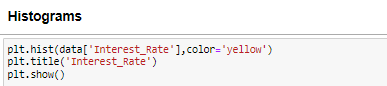 Histograms
plt.hist(data['Interest_Rate'],color='yellow')
plt.title('Interest_Rate')
plt.show()